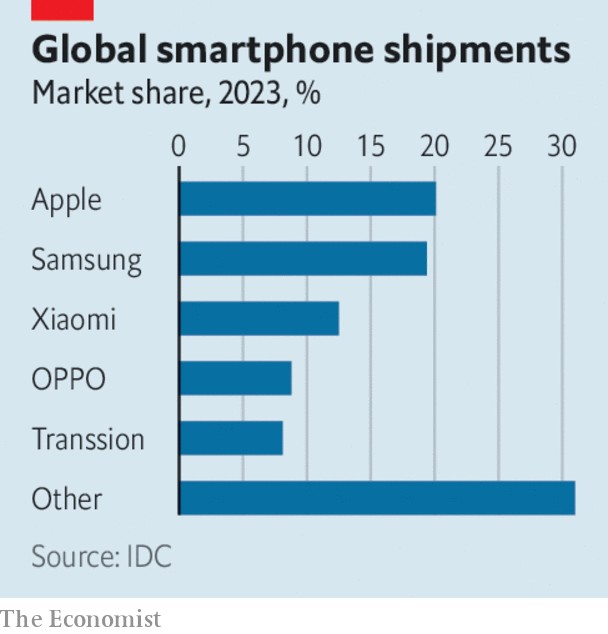 Global smartphone shipments
Market share, 2023, %
0 5 10 15 20 25 30
Apple
Samsung
Xiaomi
OPPO
Transsion
Other
Source: IDC
The Economist